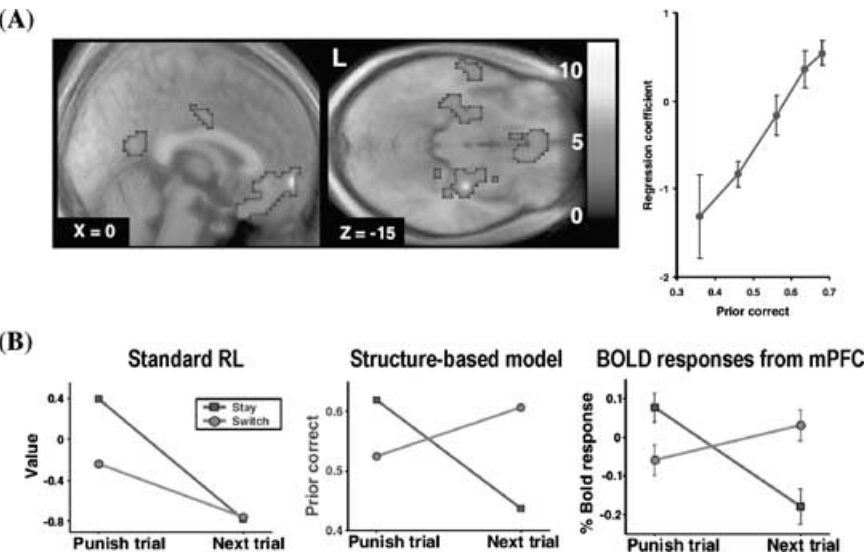 (A)
L
10
5
0
X = 0
Z = -15
Regression coefficient
1
0
-1
-2
0.3 0.4 0.5 0.6 0.7
Prior correct
(B)
Standard RL
Value
0.4
0
-0.4
-0.8
Stay
Switch
Punish trial Next trial
Structure-based model
Prior correct
0.6
0.5
0.4
Punish trial Next trial
BOLD responses from mPFC
% Bold response
0.1
0
-0.1
-0.2
Punish trial Next trial